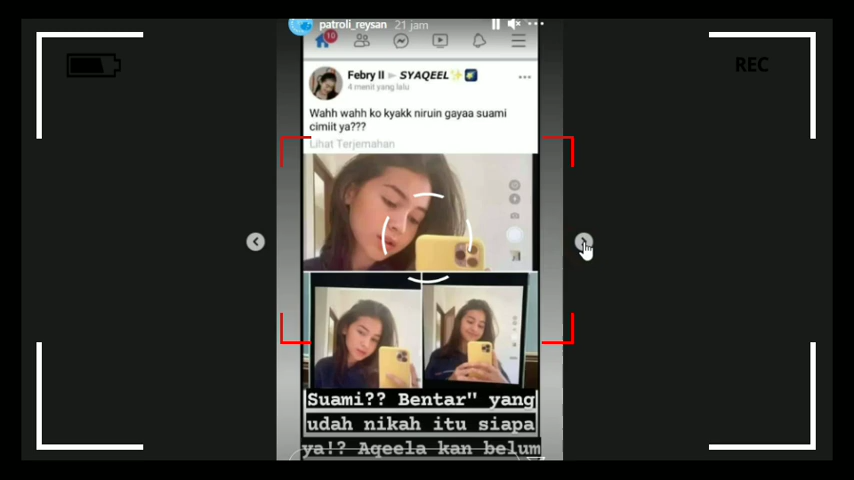 patroli_reysan 21 jam
REC
10
Febry II ▸ SYAQEEL✨🌠
4 menit yang lalu
Wahh wahh ko kyakk niruin gayaa suami
cimiit ya???
Lihat Terjemahan
Suami?? Bentar" yang
udah nikah itu siapa
ya!? Aqeela kan belum